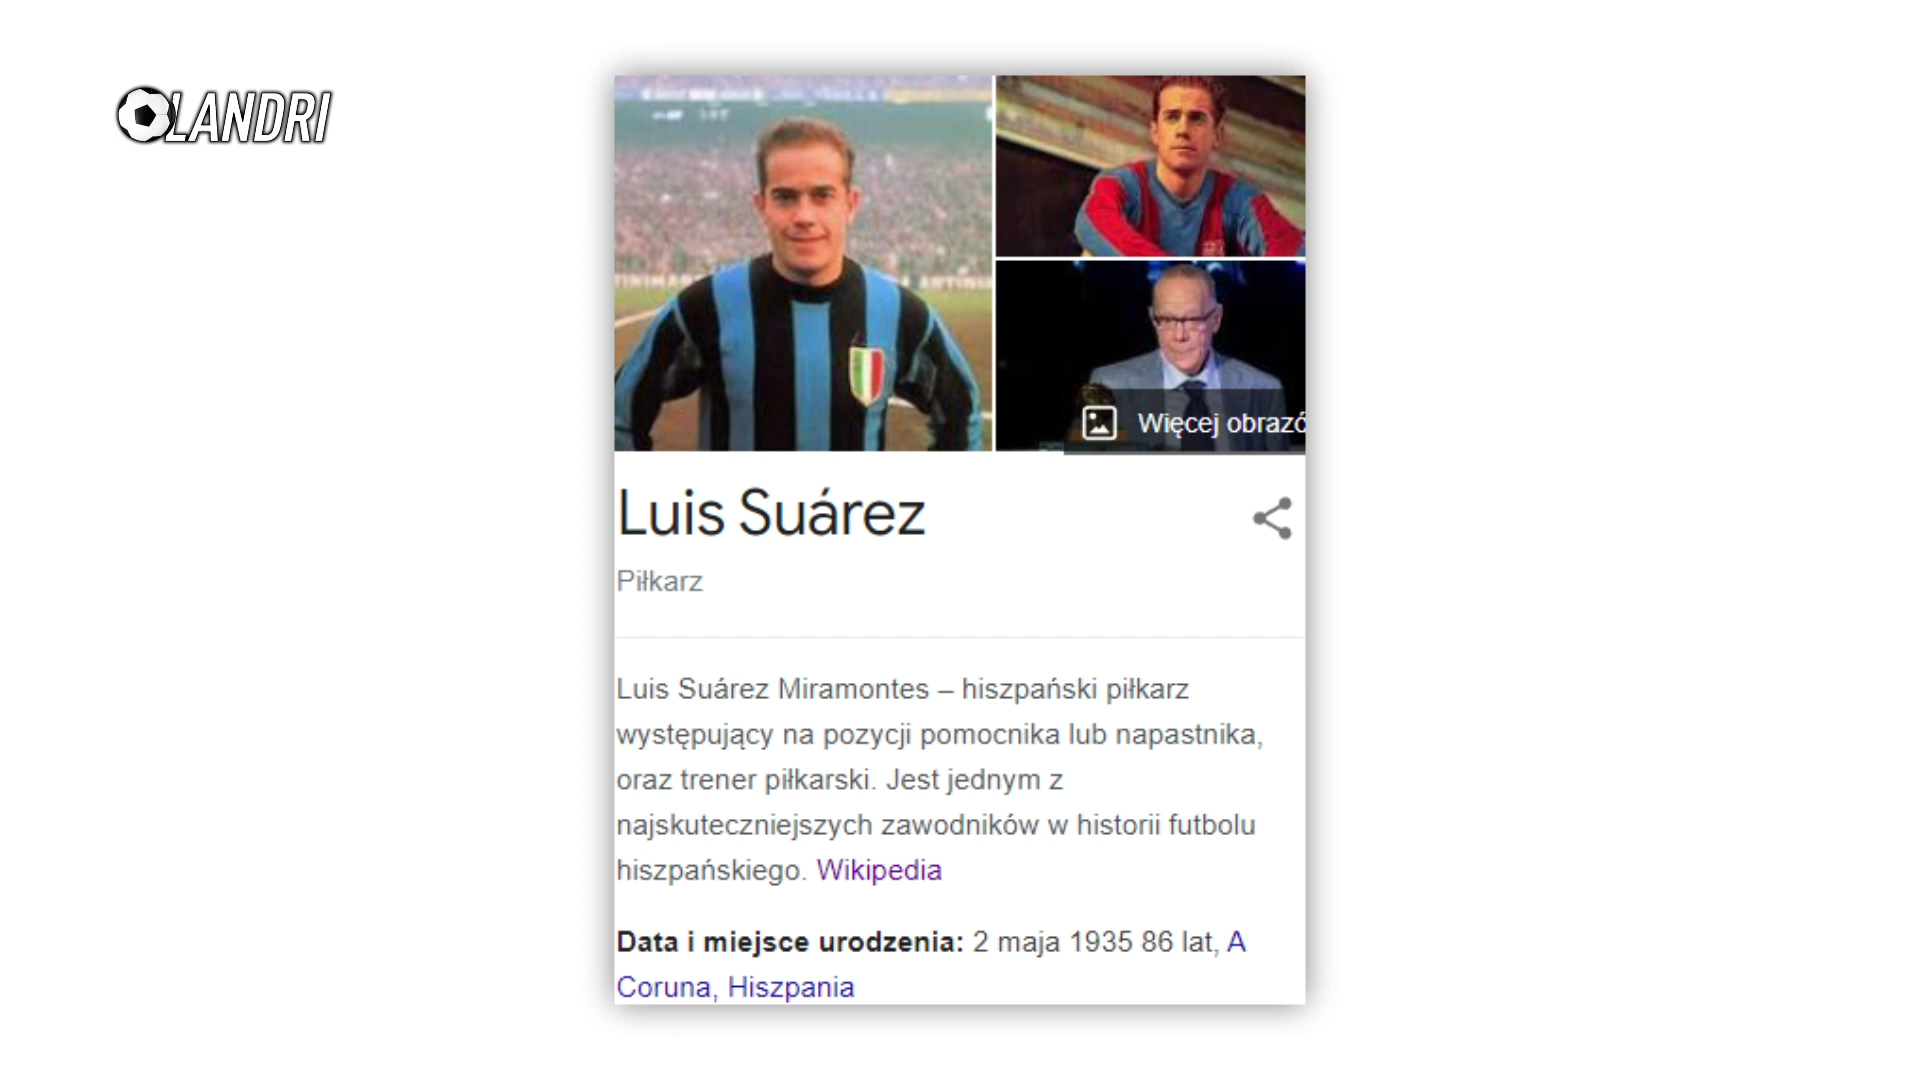 OLANDRI
Więcej obrazó
Luis Suárez
Piłkarz
Luis Suárez Miramontes – hiszpański piłkarz
występujący na pozycji pomocnika lub napastnika,
oraz trener piłkarski. Jest jednym z
najskuteczniejszych zawodników w historii futbolu
hiszpańskiego. Wikipedia
Data i miejsce urodzenia: 2 maja 1935 86 lat, A
Coruna, Hiszpania